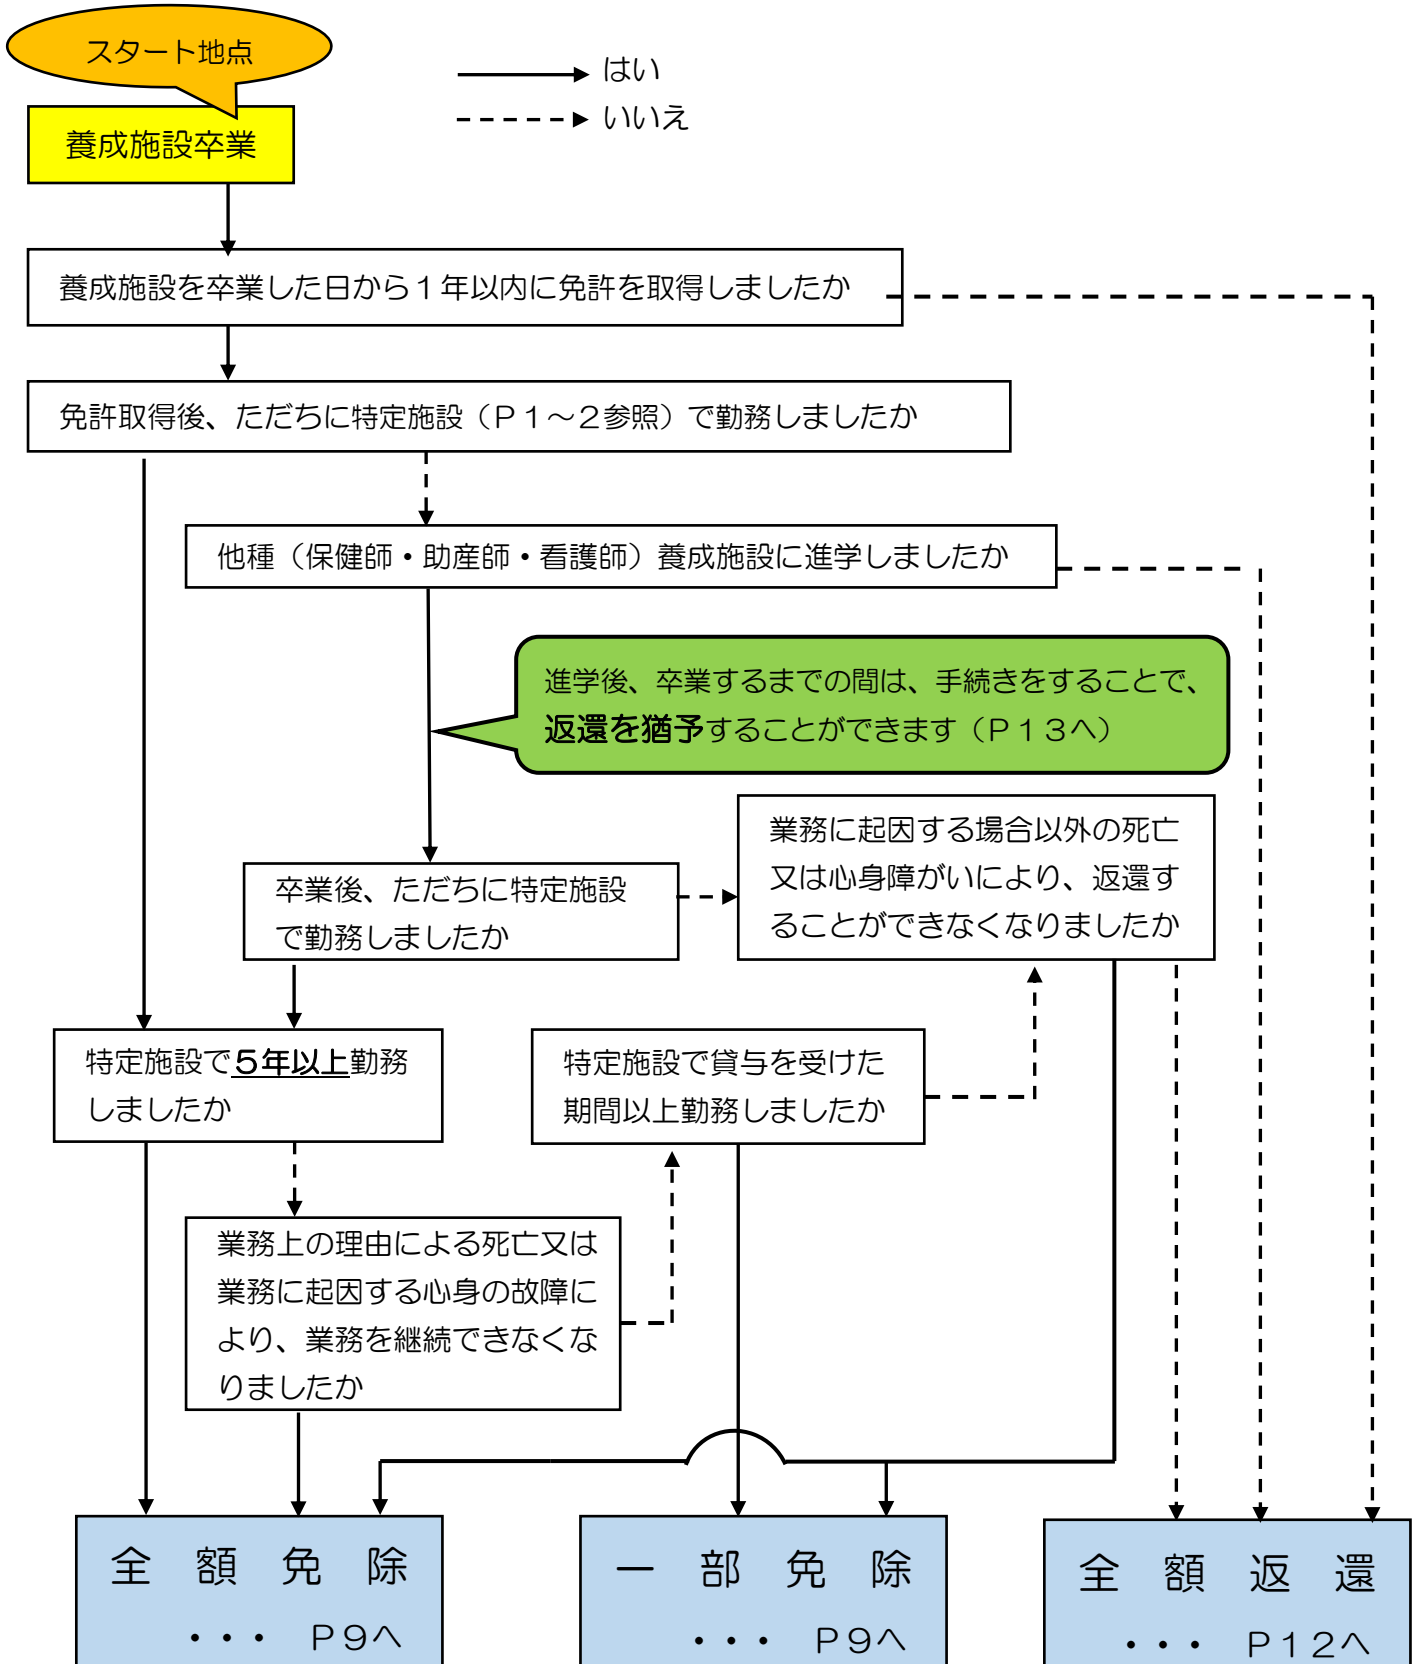 スタート地点
はい
いいえ
養成施設卒業
養成施設を卒業した日から１年以内に免許を取得しましたか
免許取得後、ただちに特定施設（Ｐ１～２参照）で勤務しましたか
他種（保健師・助産師・看護師）養成施設に進学しましたか
進学後、卒業するまでの間は、手続きをすることで、
返還を猶予することができます（Ｐ１３へ）
業務に起因する場合以外の死亡
又は心身障がいにより、返還す
ることができなくなりましたか
卒業後、ただちに特定施設
で勤務しましたか
特定施設で５年以上勤務
しましたか
特定施設で貸与を受けた
期間以上勤務しましたか
業務上の理由による死亡又は
業務に起因する心身の故障に
より、業務を継続できなくな
りましたか
全　額　免　除
・・・　Ｐ９へ
一　部　免　除
・・・　Ｐ９へ
全　額　返　還
・・・　Ｐ１２へ